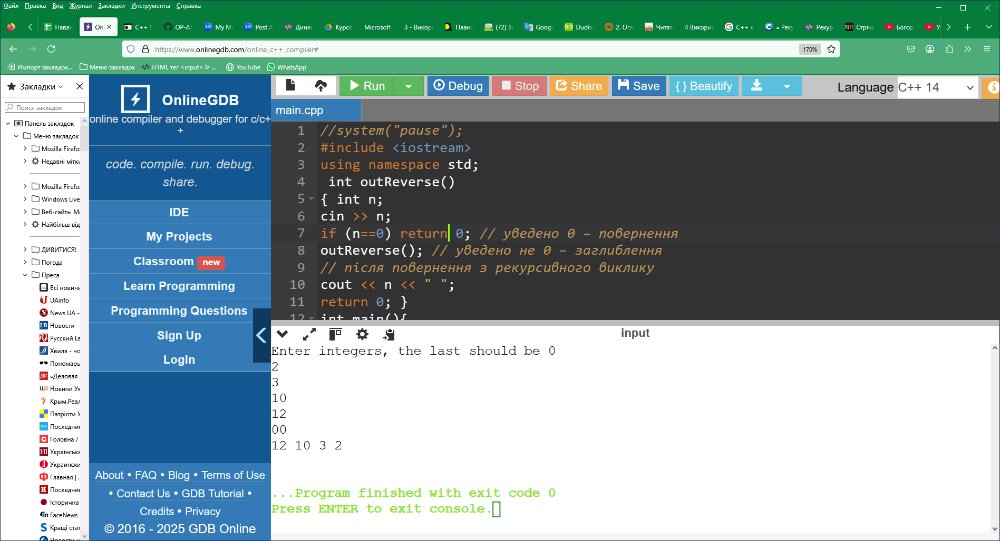 Файл Правка Вид Журнал Закладки Инструменты Справка
Наван Onl C++ S OP-AM My Me Post A Динам Курсо Microsoft 3 - Викори Планс (72) Ви Googl Duolin 2. Огл Читать 4 Викорис C++ в » Реку Рекур Стрічк Богор
https://www.onlinegdb.com/online_c++_compiler#
170%
Импорт закладок... Меню закладок HTML тег <input> ᐈ ... YouTube WhatsApp
Закладки
Поиск закладок
Панель закладок
Меню закладок
Mozilla Firefo
Недавні мітки
Mozilla Firefo
Windows Live
Веб-сайты Ma
Найбільш від
ДИВИТИСЯ!
Погода
Преса
Всі новини
UAinfo
News UA -
Новости -
Русский Ев
Хвиля - но
Пономарь
«Деловая
Новини Ук
Крым.Реал
Патріоти У
Последние
Головна /
Українська
Украински
Главная | .
Последние
Історична
FaceNews
Кращі стат
OnlineGDB
online compiler and debugger for c/c+
+
code. compile. run. debug.
share.
IDE
My Projects
Classroom new
Learn Programming
Programming Questions
Sign Up
Login
About • FAQ • Blog • Terms of Use
• Contact Us • GDB Tutorial •
Credits • Privacy
© 2016 - 2025 GDB Online
Run Debug Stop Share Save { } Beautify Language C++ 14
main.cpp
1 //system("pause");
2 #include <iostream>
3 using namespace std;
4 int outReverse()
5 { int n;
6 cin >> n;
7 if (n==0) return 0; // уведено 0 – повернення
8 outReverse(); // уведено не 0 – заглиблення
9 // після повернення з рекурсивного виклику
10 cout << n << " ";
11 return 0; }
12 int main(){
input
Enter integers, the last should be 0
2
3
10
12
00
12 10 3 2
...Program finished with exit code 0
Press ENTER to exit console.